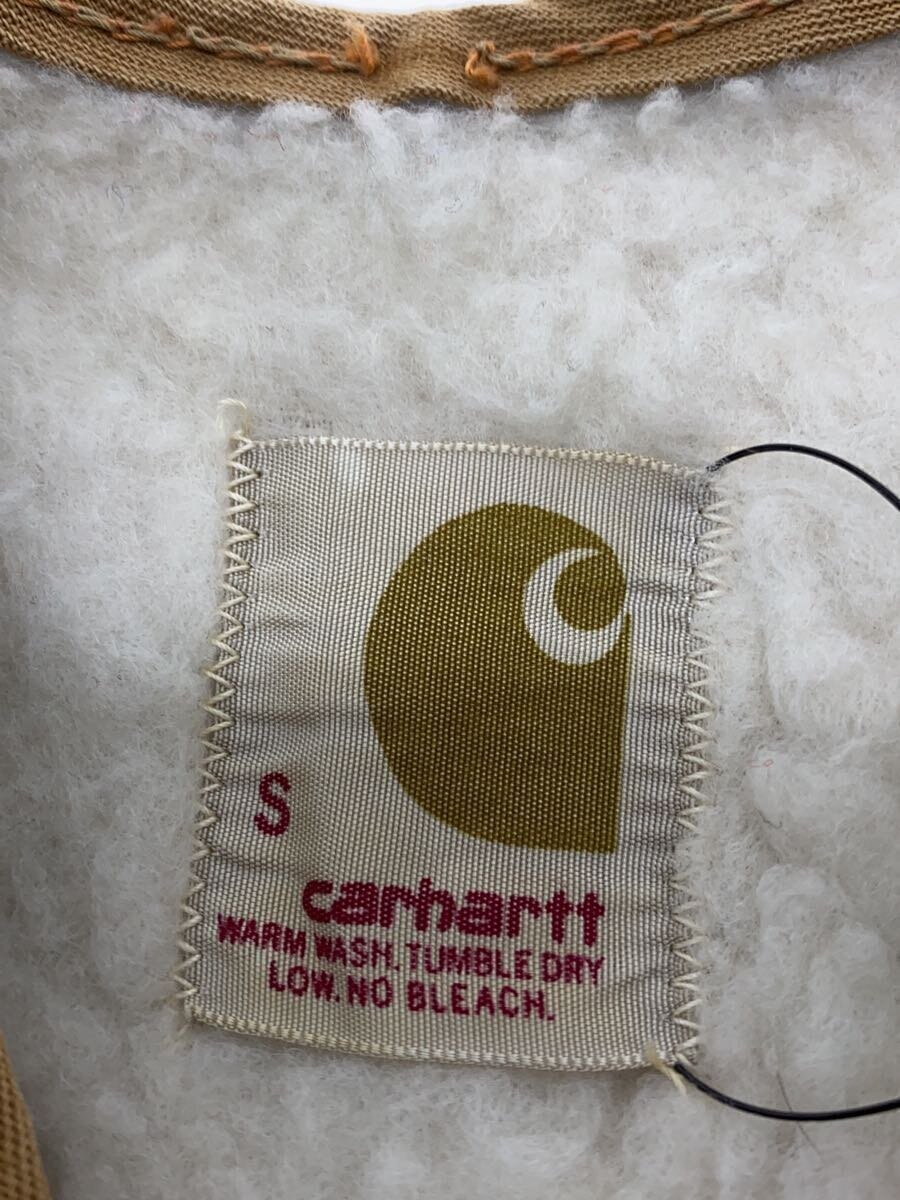 S
carhartt
WARM WASH. TUMBLE DRY
LOW. NO BLEACH.